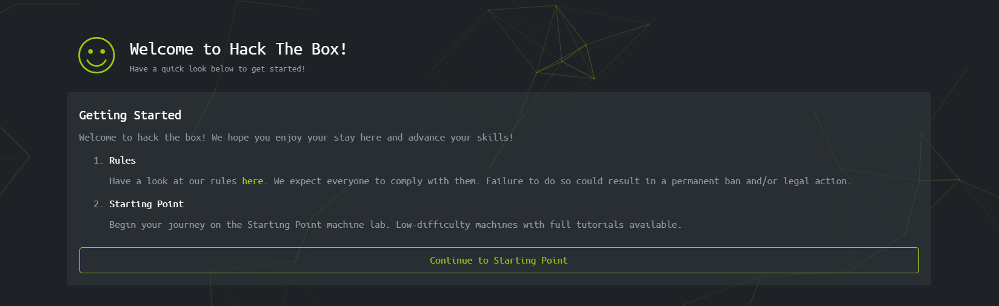 Welcome to Hack The Box!
Have a quick look below to get started!
Getting Started
Welcome to hack the box! We hope you enjoy your stay here and advance your skills!
1. Rules
Have a look at our rules here. We expect everyone to comply with them. Failure to do so could result in a permanent ban and/or legal action.
2. Starting Point
Begin your journey on the Starting Point machine lab. Low-difficulty machines with full tutorials available.
Continue to Starting Point